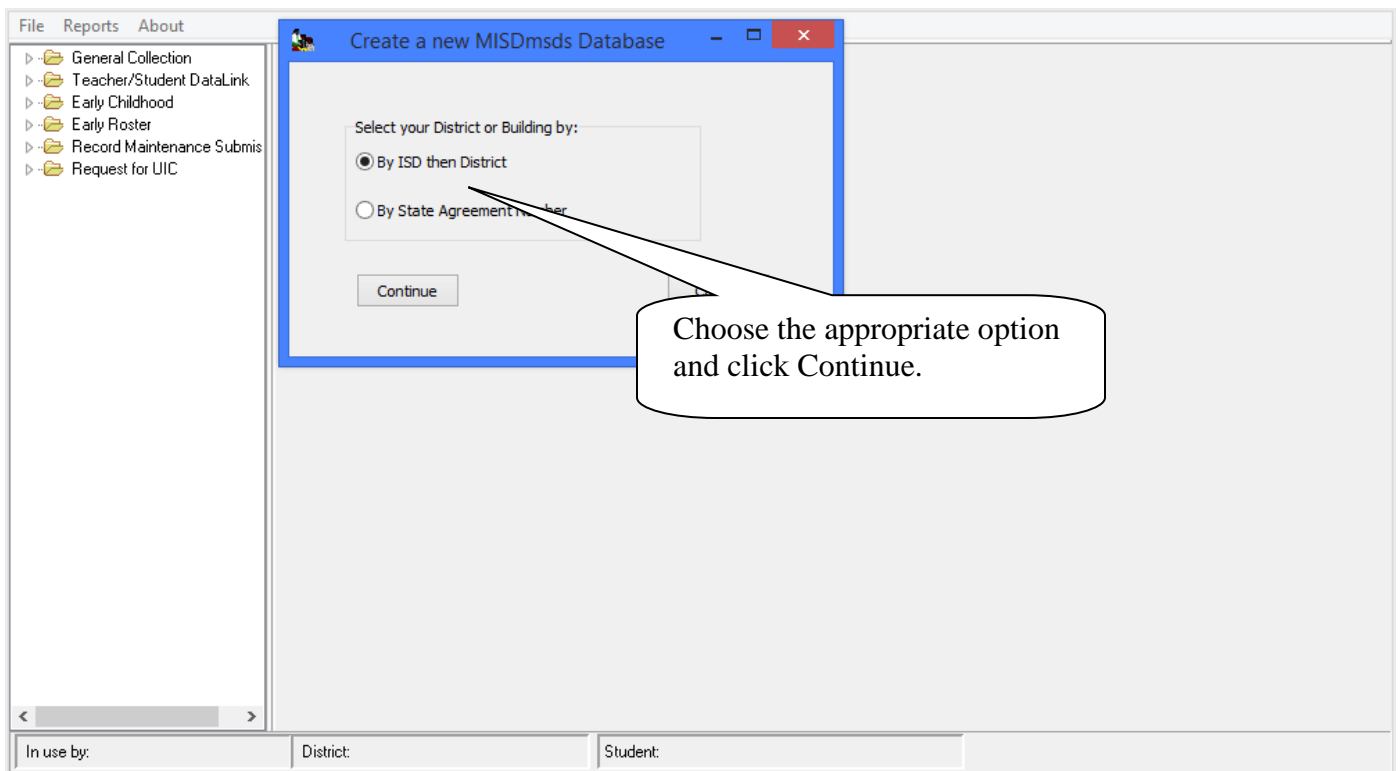 File Reports About
Create a new MISDmsds Database
General Collection
Teacher/Student DataLink
Early Childhood
Early Roster
Record Maintenance Submis
Request for UIC
Select your District or Building by:
By ISD then District
By State Agreement
Continue
Choose the appropriate option
and click Continue.
In use by: District: Student: